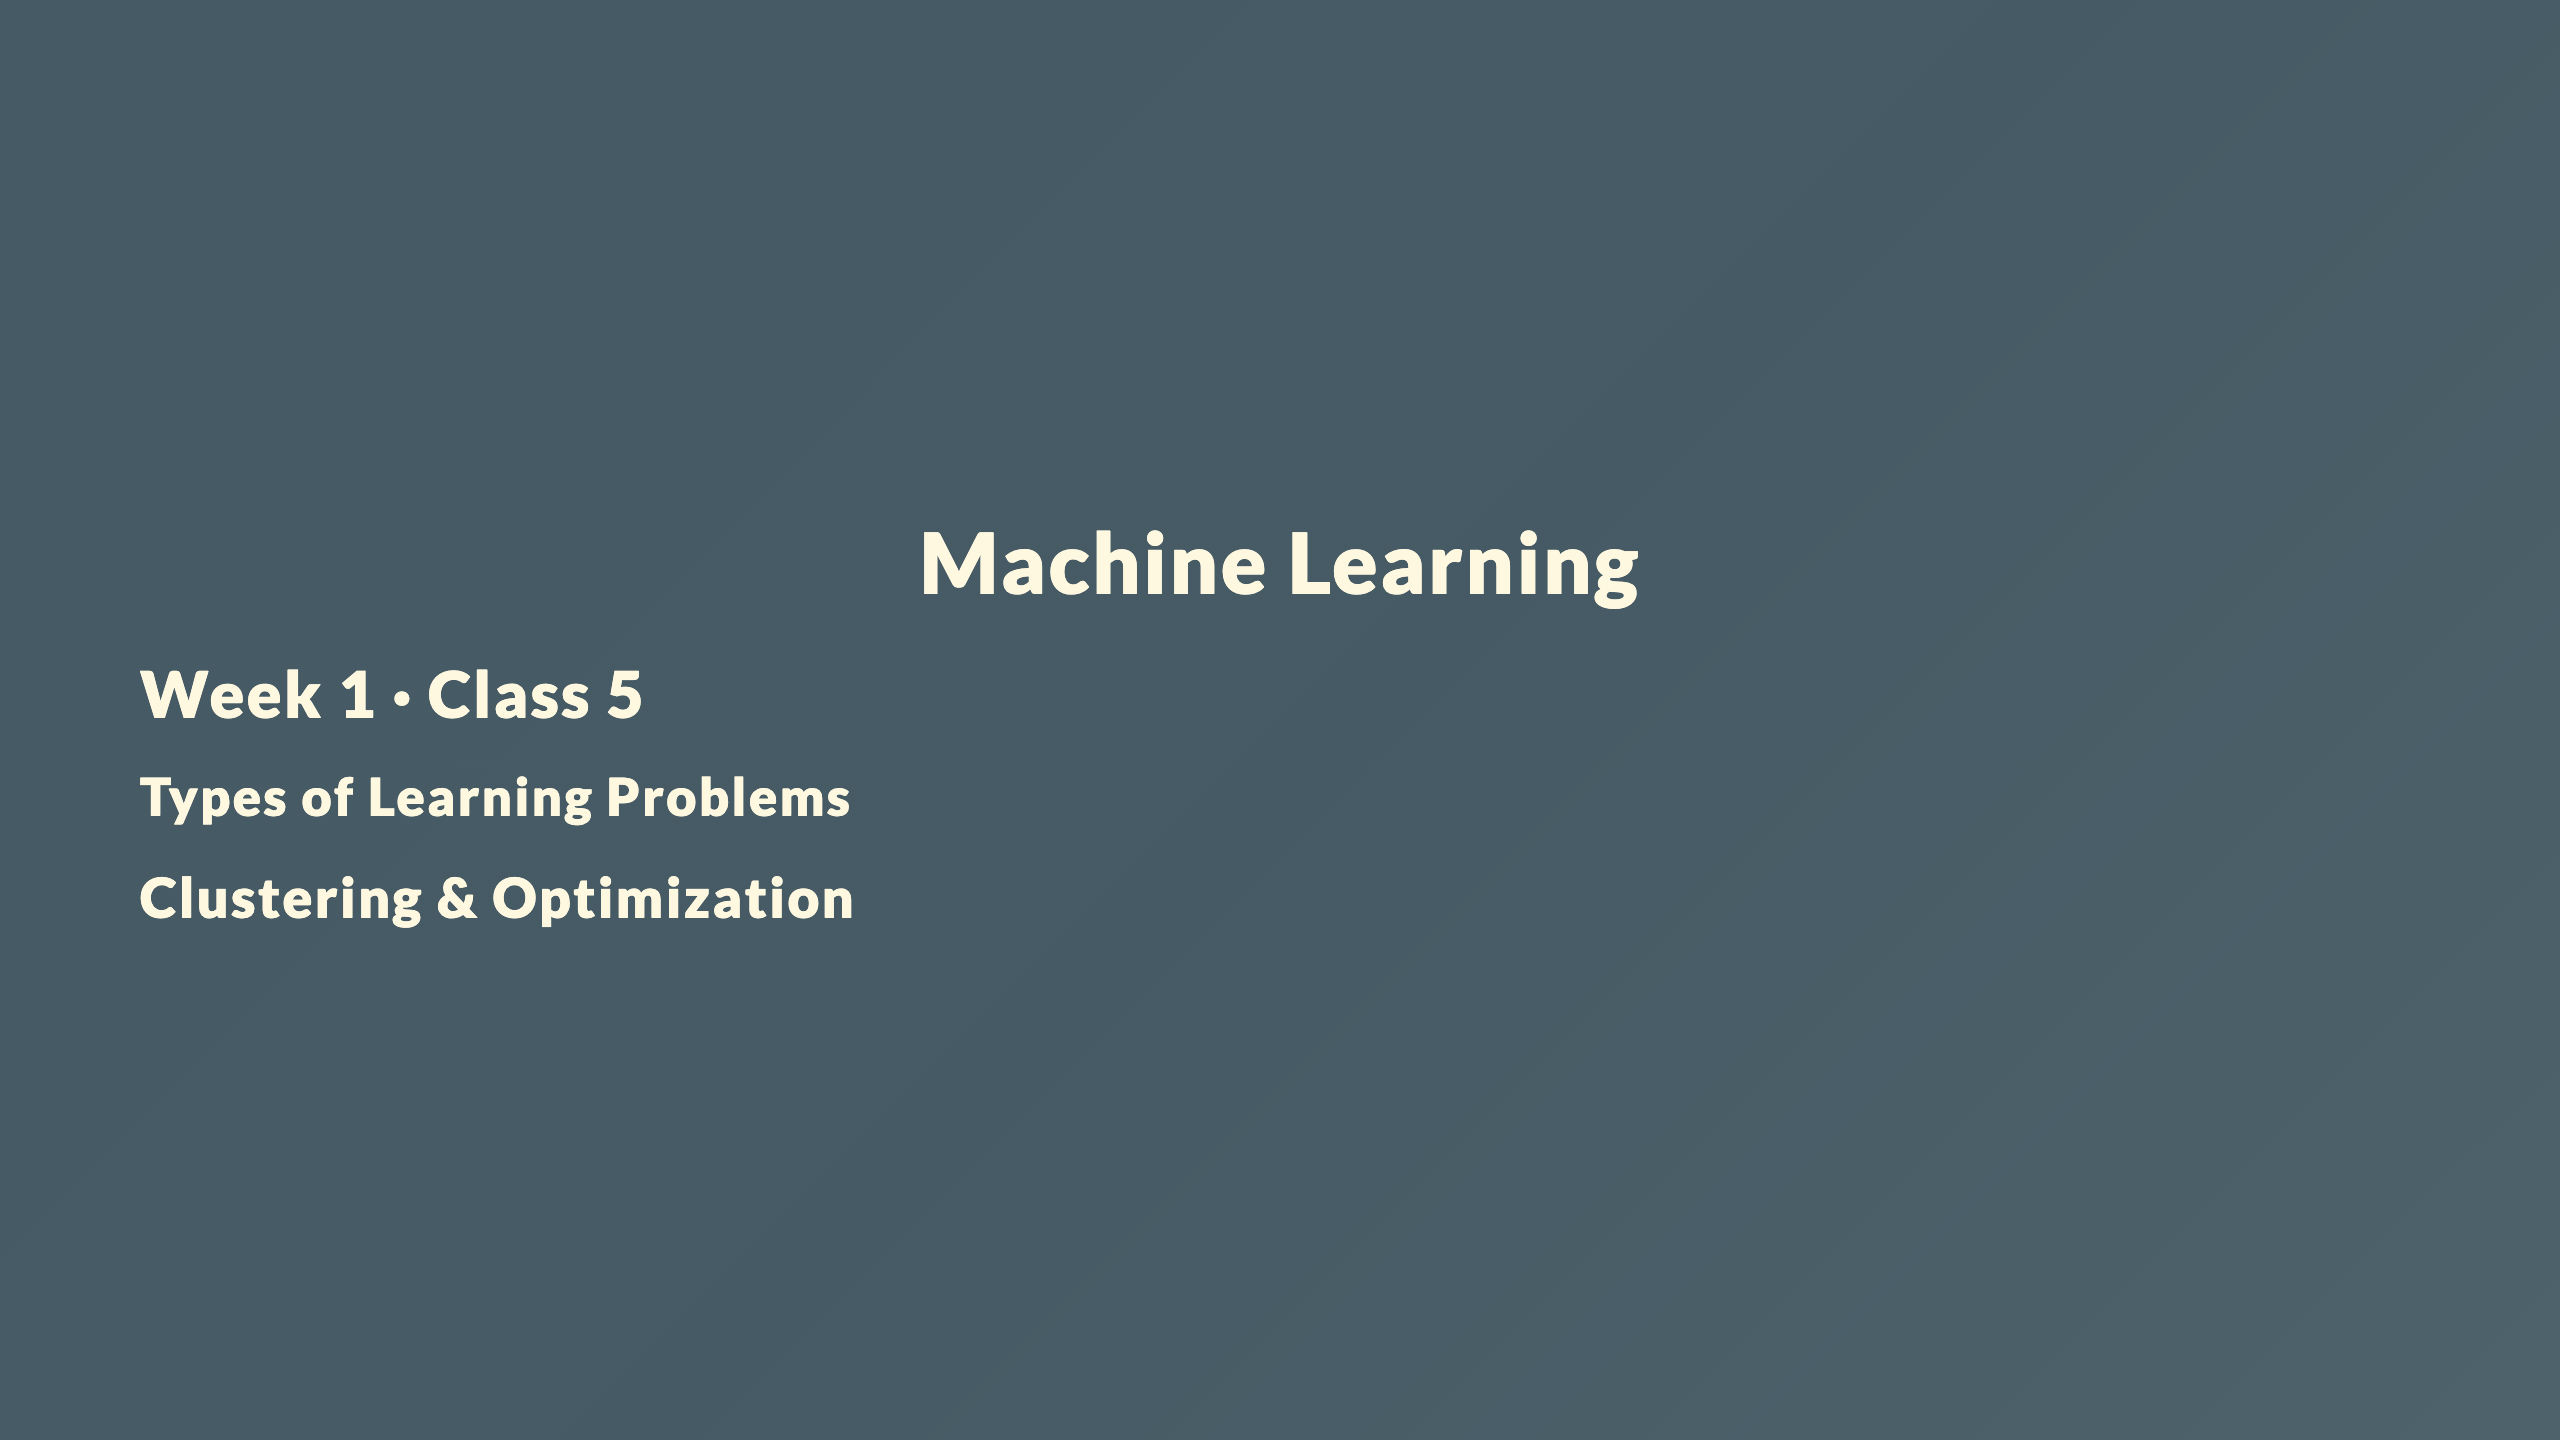 Machine Learning
Week 1 · Class 5
Types of Learning Problems
Clustering & Optimization